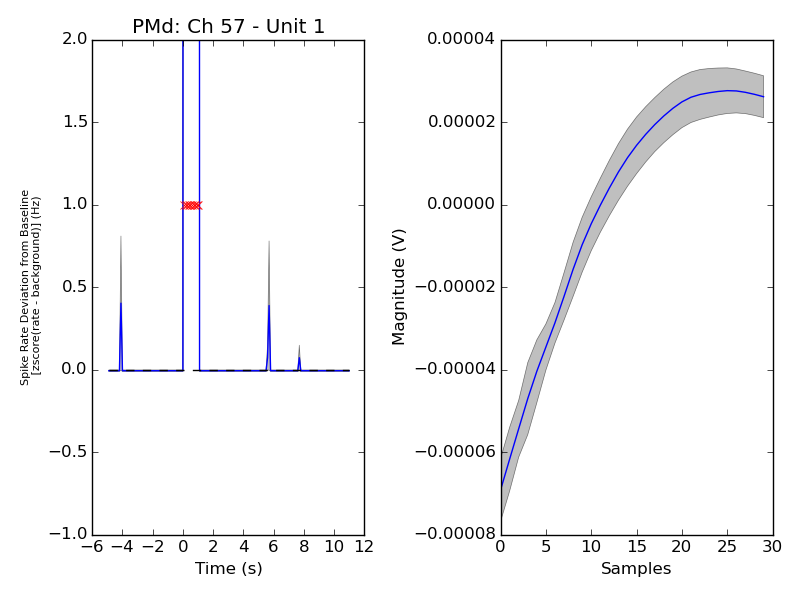 PMd: Ch 57 - Unit 1
Spike Rate Deviation from Baseline
[zscore(rate - background)] (Hz)
2.0
1.5
1.0
0.5
0.0
−0.5
−1.0
−6 −4 −2 0 2 4 6 8 10 12
Time (s)
Magnitude (V)
0.00004
0.00002
0.00000
−0.00002
−0.00004
−0.00006
−0.00008
0 5 10 15 20 25 30
Samples